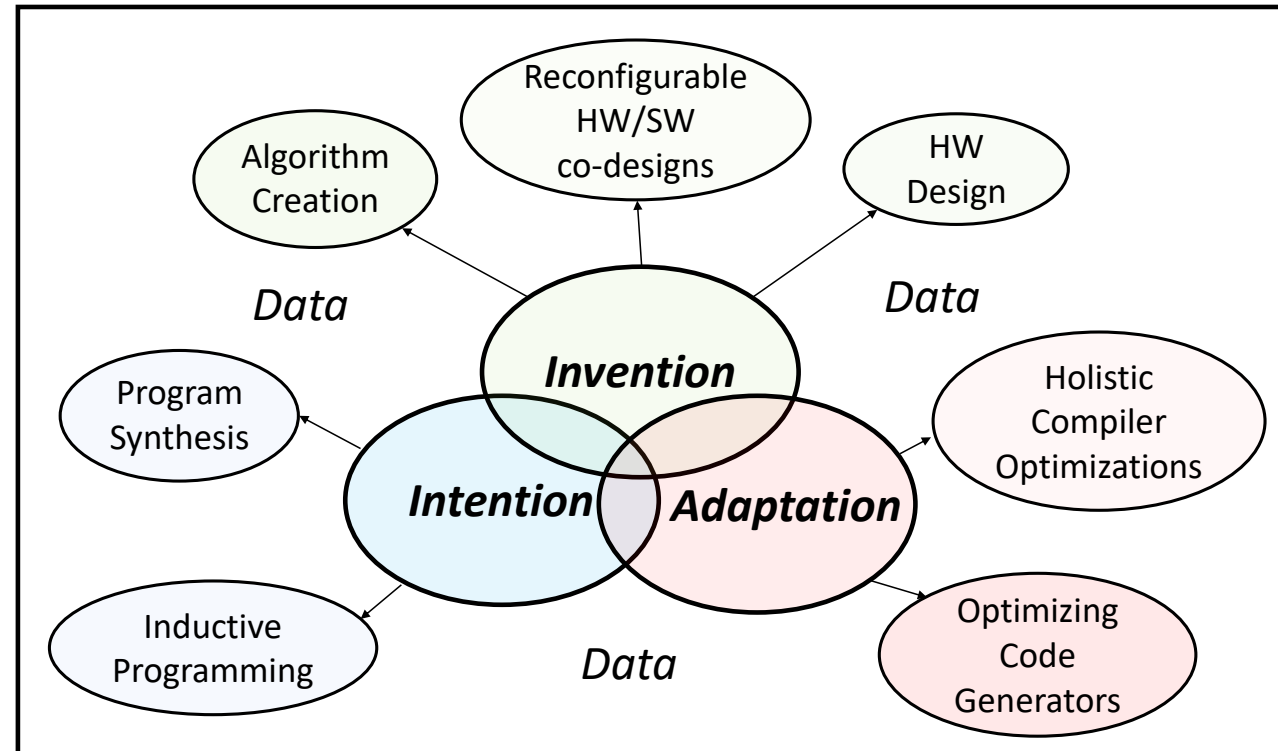 Reconfigurable
HW/SW
co-designs
Algorithm
Creation
HW
Design
Data
Data
Invention
Program
Synthesis
Holistic
Compiler
Optimizations
Intention
Adaptation
Inductive
Programming
Data
Optimizing
Code
Generators